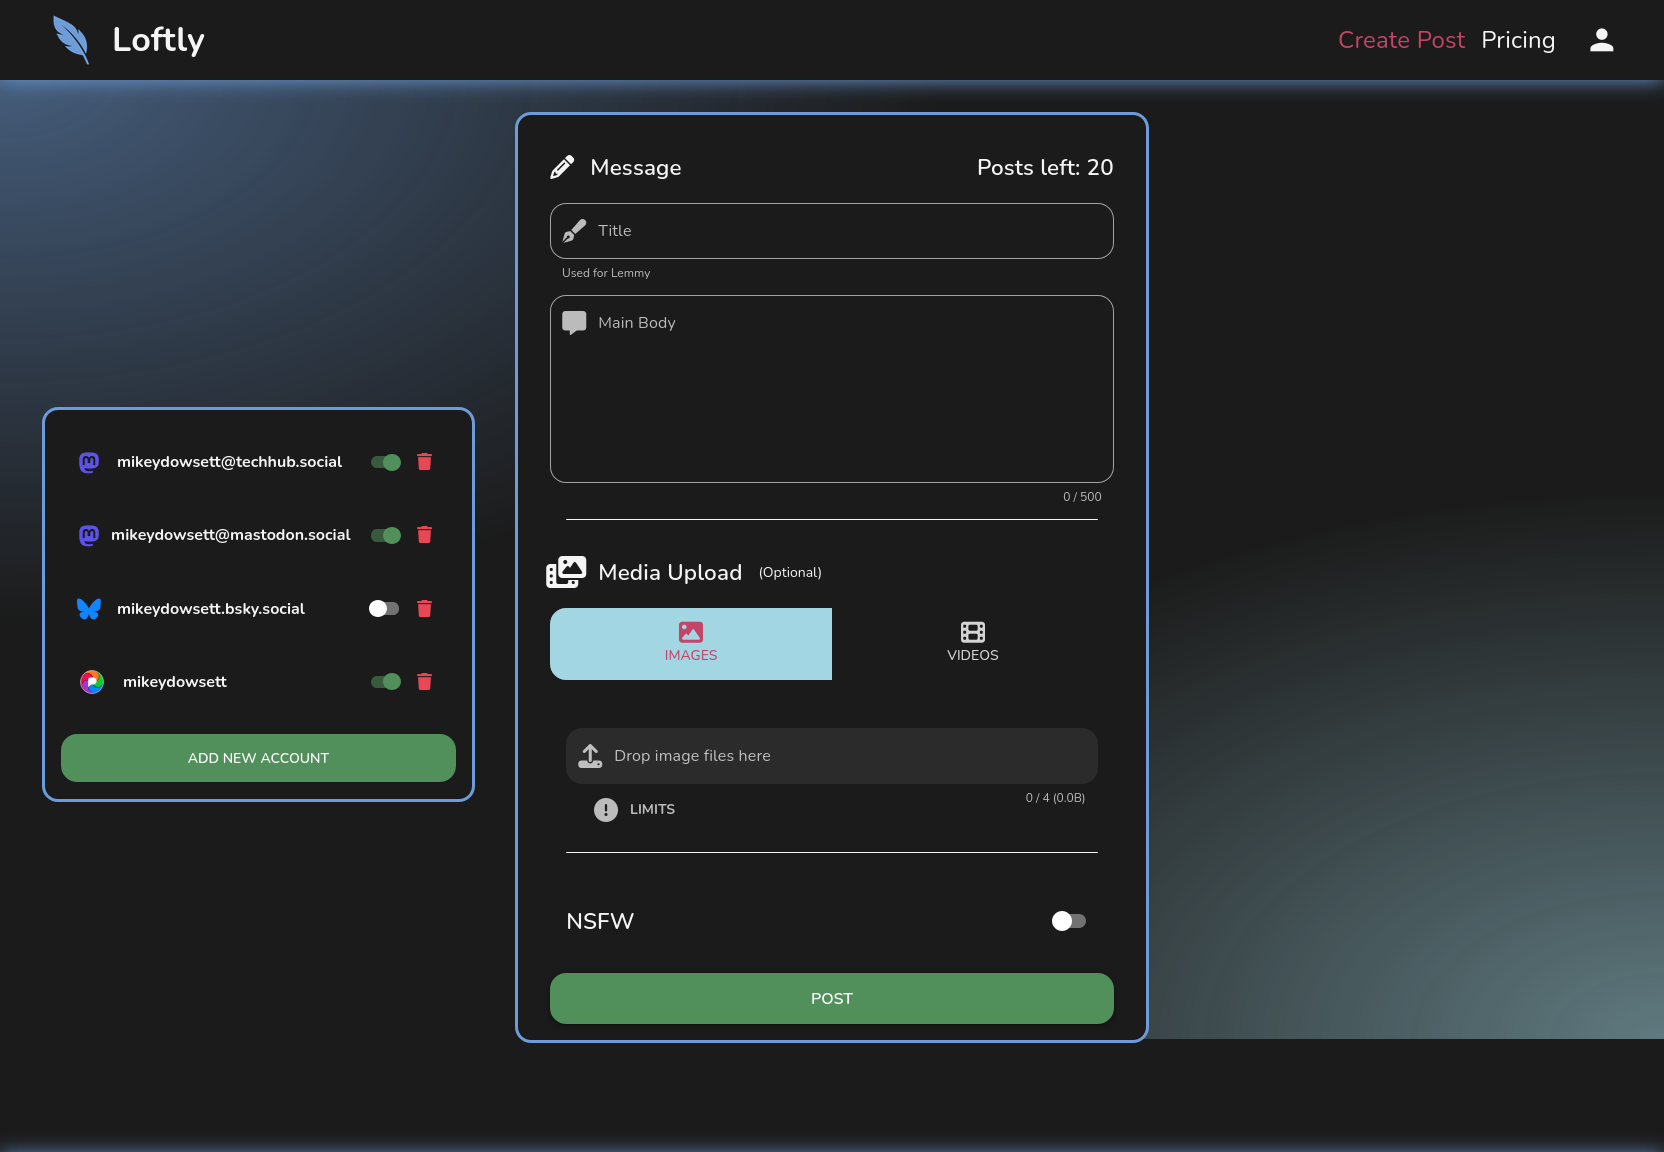 Loftly
Create Post Pricing
mikeydowsett@techhub.social
mikeydowsett@mastodon.social
mikeydowsett.bsky.social
mikeydowsett
ADD NEW ACCOUNT
Message
Posts left: 20
Title
Used for Lemmy
Main Body
0 / 500
Media Upload (Optional)
IMAGES
VIDEOS
Drop image files here
0 / 4 (0.0B)
LIMITS
NSFW
POST